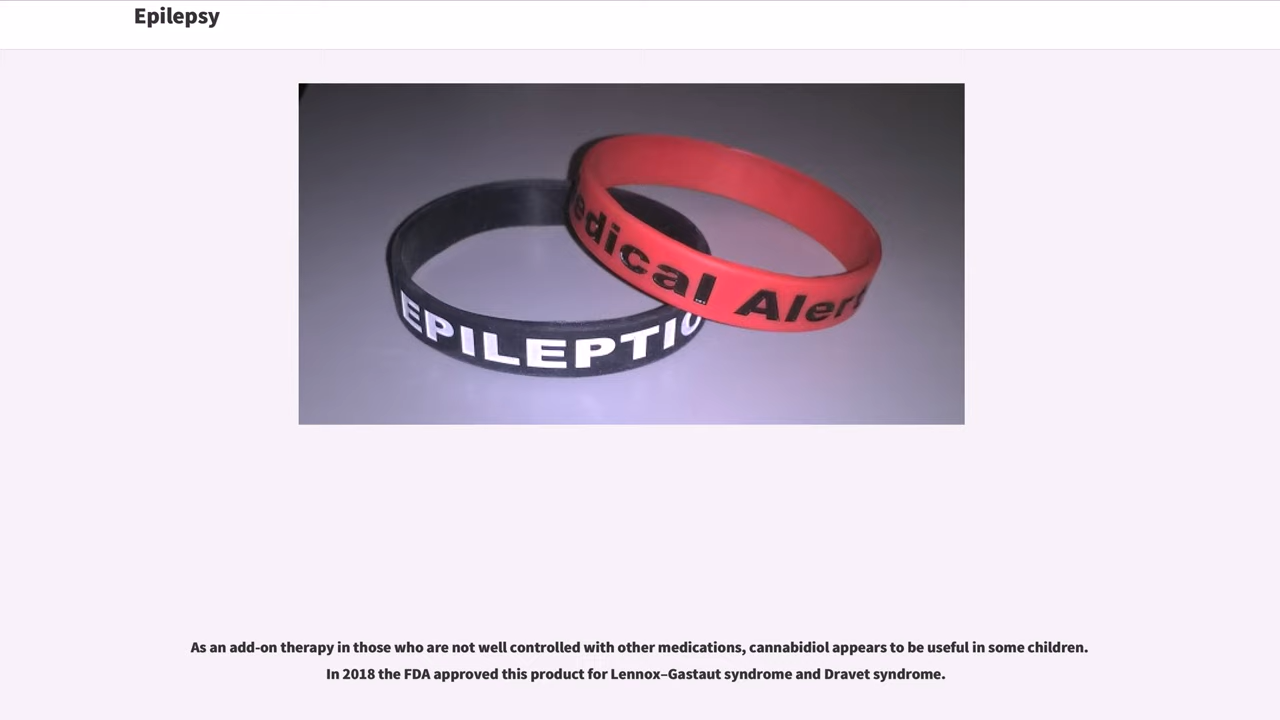 Epilepsy
edical Alert
EPILEPTIC
As an add-on therapy in those who are not well controlled with other medications, cannabidiol appears to be useful in some children.
In 2018 the FDA approved this product for Lennox–Gastaut syndrome and Dravet syndrome.